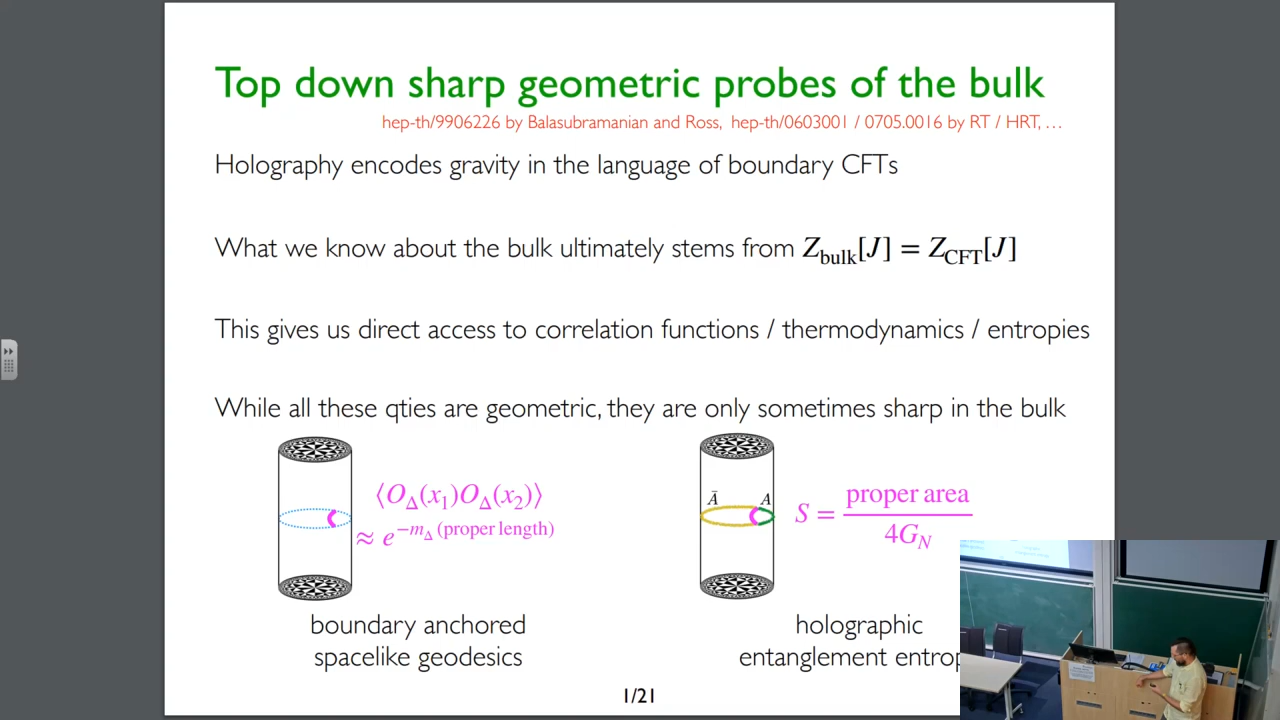 Top down sharp geometric probes of the bulk
hep-th/9906226 by Balasubramanian and Ross, hep-th/0603001 / 0705.0016 by RT / HRT, …
Holography encodes gravity in the language of boundary CFTs
What we know about the bulk ultimately stems from Z_bulk[J] = Z_CFT[J]
This gives us direct access to correlation functions / thermodynamics / entropies
While all these qties are geometric, they are only sometimes sharp in the bulk
⟨O_Δ(x_1)O_Δ(x_2)⟩
≈ e^{−m_Δ (proper length)}
boundary anchored
spacelike geodesics
Ā A
S = proper area / 4G_N
holographic
entanglement entrop
1/21